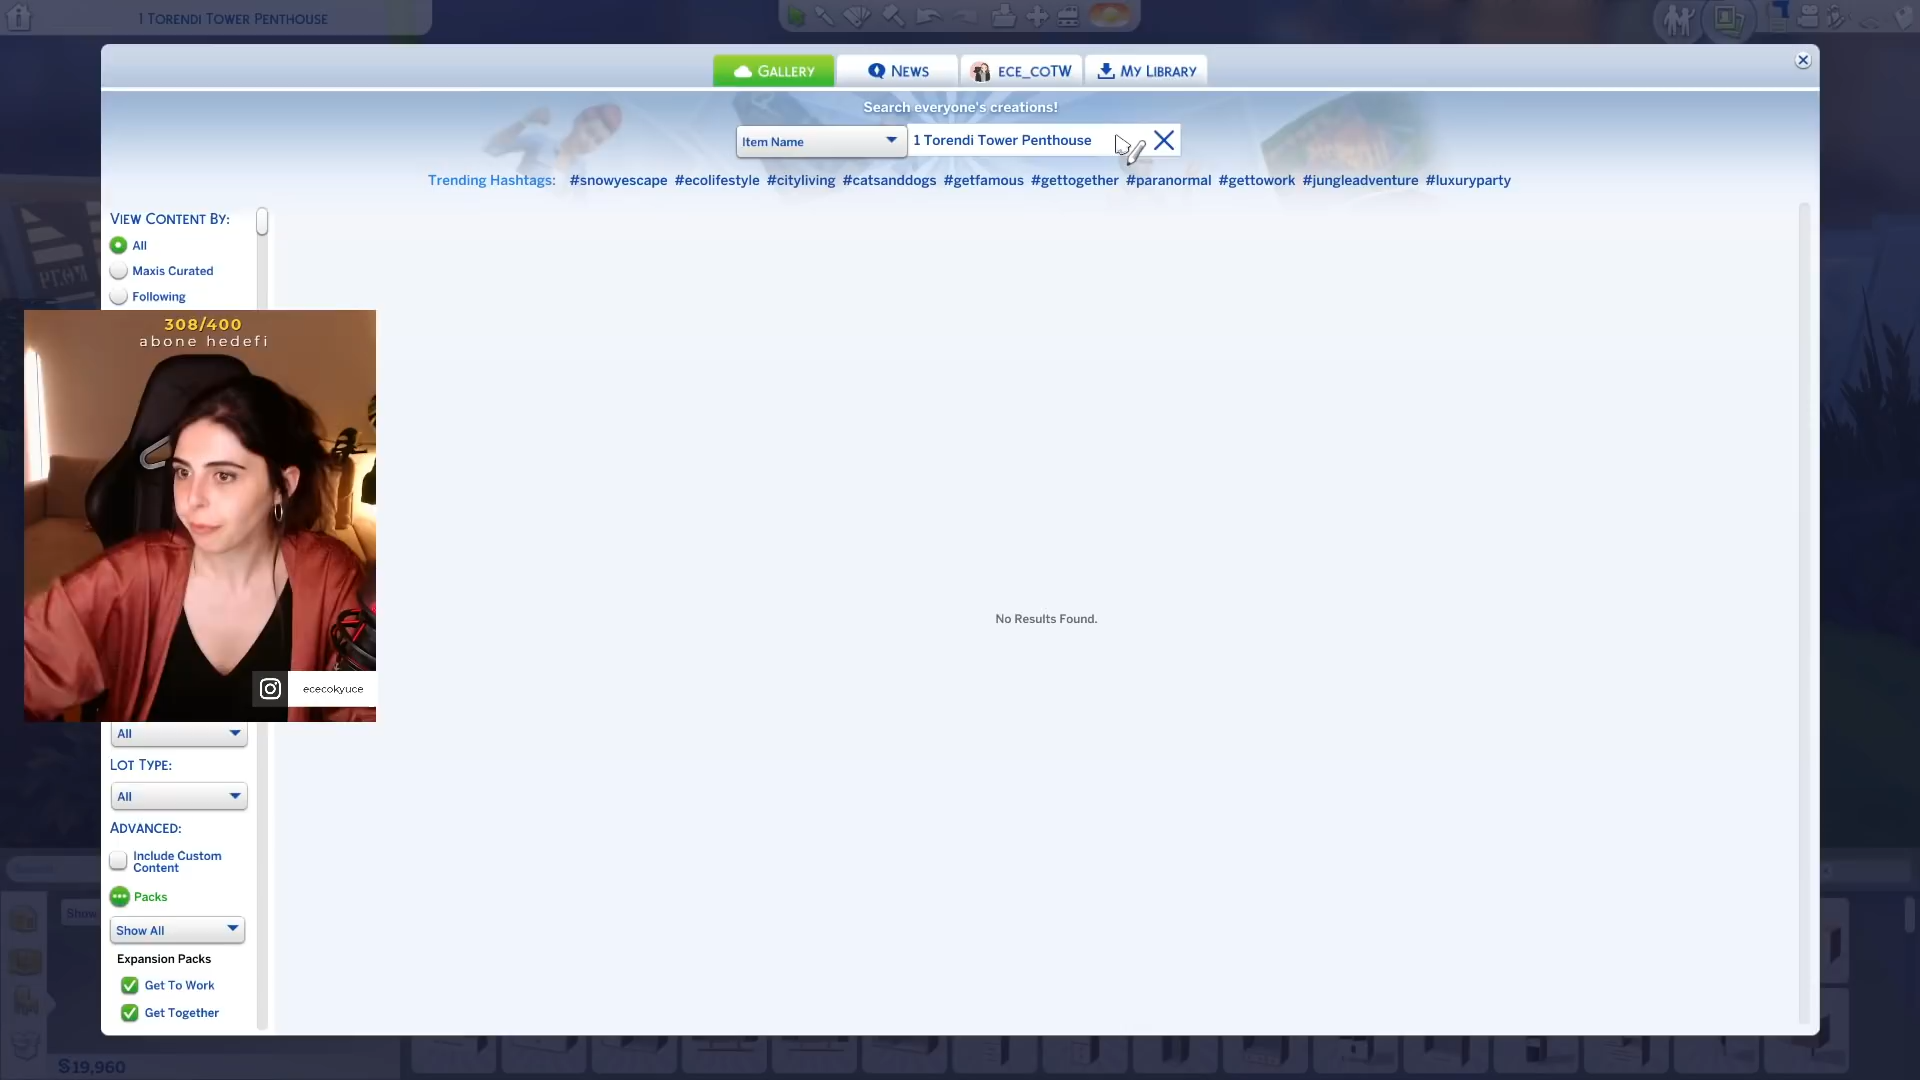 1 Torendi Tower Penthouse
Gallery
News
ECE_COTW
My Library
Search everyone's creations!
Item Name
1 Torendi Tower Penthouse
Trending Hashtags: #snowyescape #ecolifestyle #cityliving #catsanddogs #getfamous #gettogether #paranormal #gettowork #jungleadventure #luxuryparty
View Content By:
All
Maxis Curated
Following
308/400
abone hedefi
No Results Found.
ececokyuce
All
Lot Type:
All
Advanced:
Include Custom
Content
Packs
Show
Show All
Expansion Packs
Get To Work
Get Together
§19,960